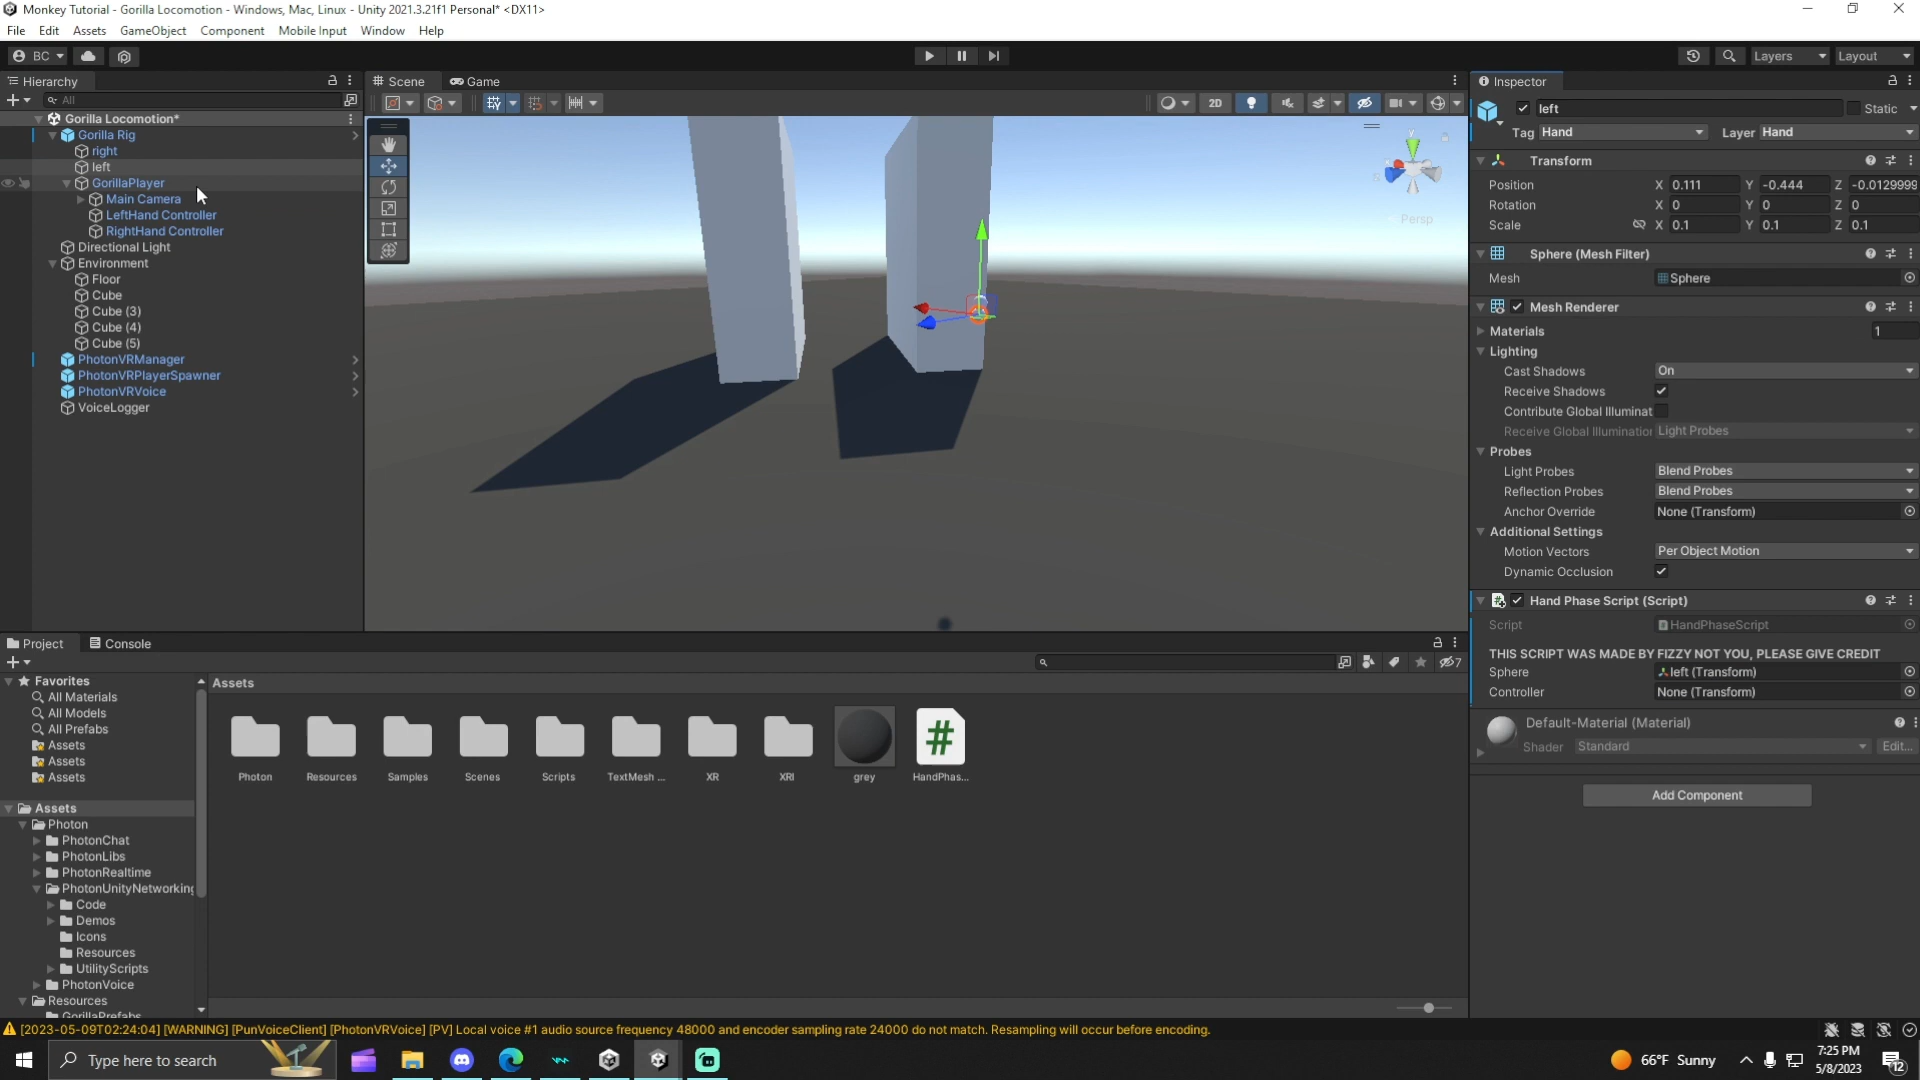 Monkey Tutorial - Gorilla Locomotion - Windows, Mac, Linux - Unity 2021.3.21f1 Personal* <DX11>
File Edit Assets GameObject Component Mobile Input Window Help
BC Layers Layout
Hierarchy Scene Game Inspector
All 2D left Static
Tag Hand Layer Hand
Gorilla Locomotion*
Gorilla Rig
right
left
GorillaPlayer
Main Camera
LeftHand Controller
RightHand Controller
Directional Light
Environment
Floor
Cube
Cube (3)
Cube (4)
Cube (5)
PhotonVRManager
PhotonVRPlayerSpawner
PhotonVRVoice
VoiceLogger
y
Persp
Transform
Position X 0.111 Y -0.444 Z -0.0129999
Rotation X 0 Y 0 Z 0
Scale X 0.1 Y 0.1 Z 0.1
Sphere (Mesh Filter)
Mesh Sphere
Mesh Renderer
Materials 1
Lighting
Cast Shadows On
Receive Shadows
Contribute Global Illuminat
Receive Global Illumination Light Probes
Probes
Light Probes Blend Probes
Reflection Probes Blend Probes
Anchor Override None (Transform)
Additional Settings
Motion Vectors Per Object Motion
Dynamic Occlusion
Hand Phase Script (Script)
Script HandPhaseScript
THIS SCRIPT WAS MADE BY FIZZY NOT YOU, PLEASE GIVE CREDIT
Sphere left (Transform)
Controller None (Transform)
Default-Material (Material)
Shader Standard Edit...
Add Component
Project Console
7
Favorites
All Materials
All Models
All Prefabs
Assets
Assets
Assets
Assets
Photon
PhotonChat
PhotonLibs
PhotonRealtime
PhotonUnityNetworking
Code
Demos
Icons
Resources
UtilityScripts
PhotonVoice
Resources
GorillaPrefabs
Assets
Photon Resources Samples Scenes Scripts TextMesh ... XR XRI grey HandPhas...
[2023-05-09T02:24:04] [WARNING] [PunVoiceClient] [PhotonVRVoice] [PV] Local voice #1 audio source frequency 48000 and encoder sampling rate 24000 do not match. Resampling will occur before encoding.
Type here to search
66°F Sunny
7:25 PM
5/8/2023
12